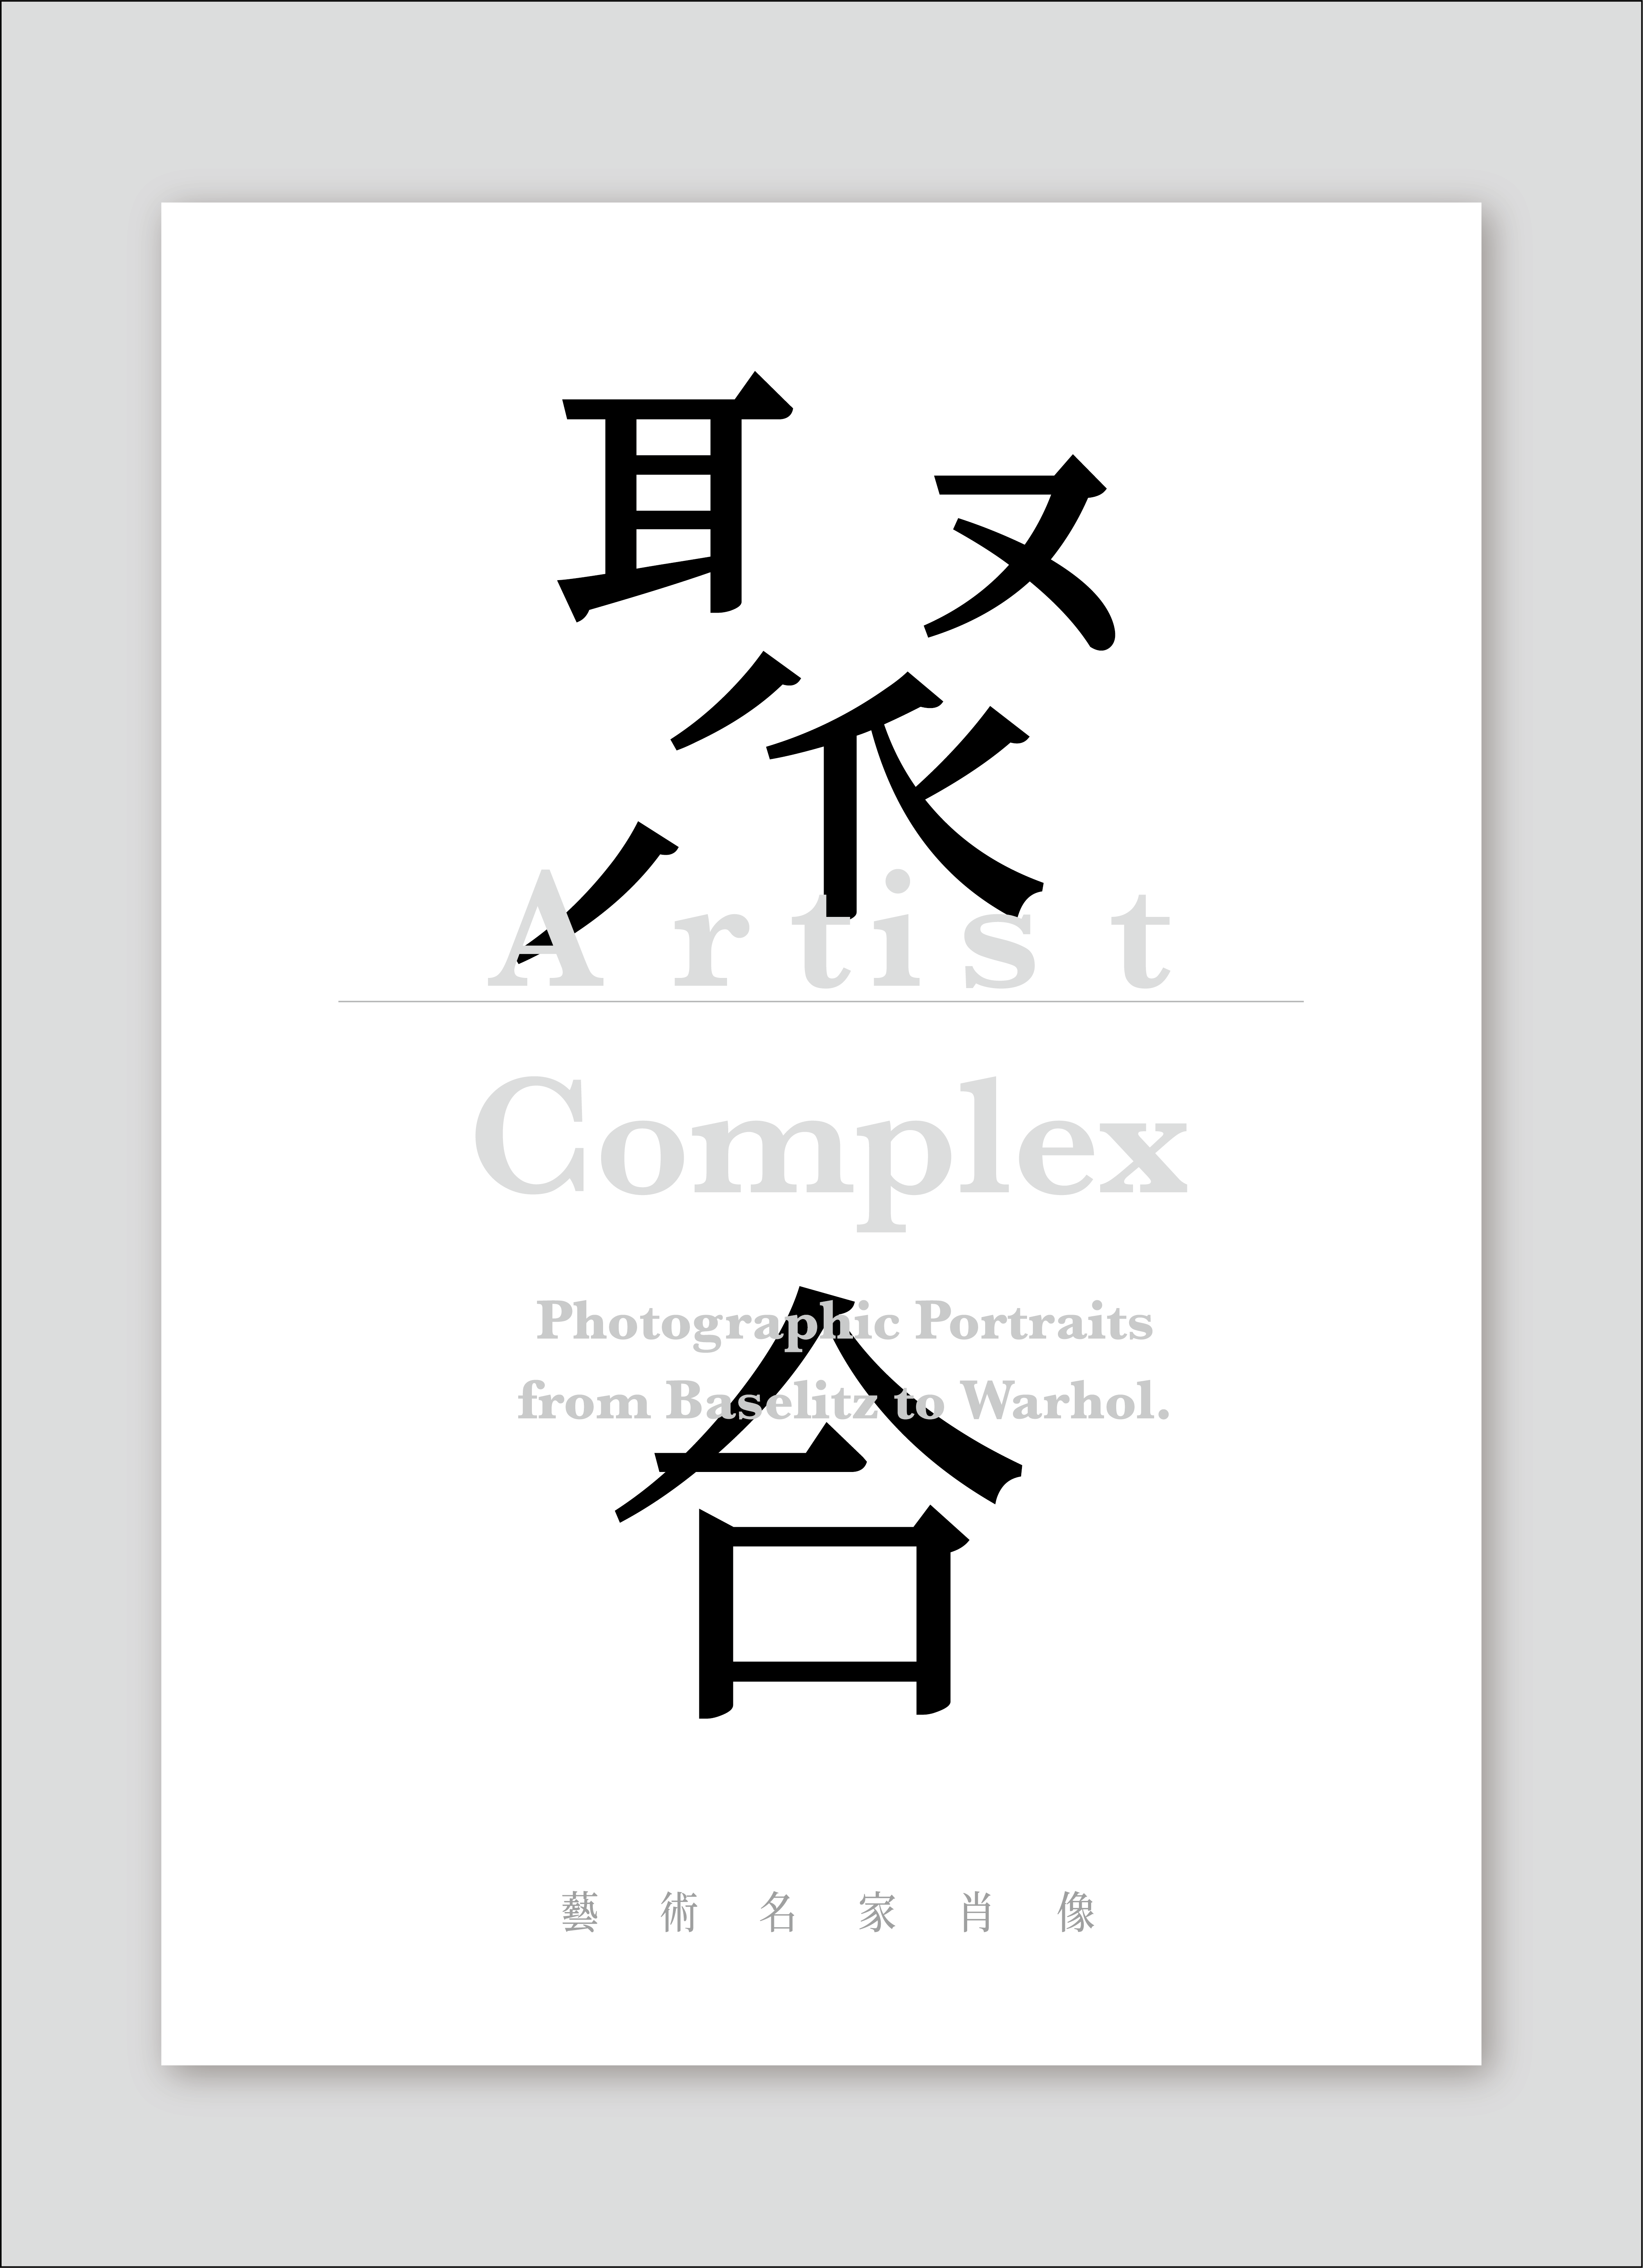 聚
Artist
Complex
合
Photographic Portraits
from Baselitz to Warhol.
藝術名家肖像